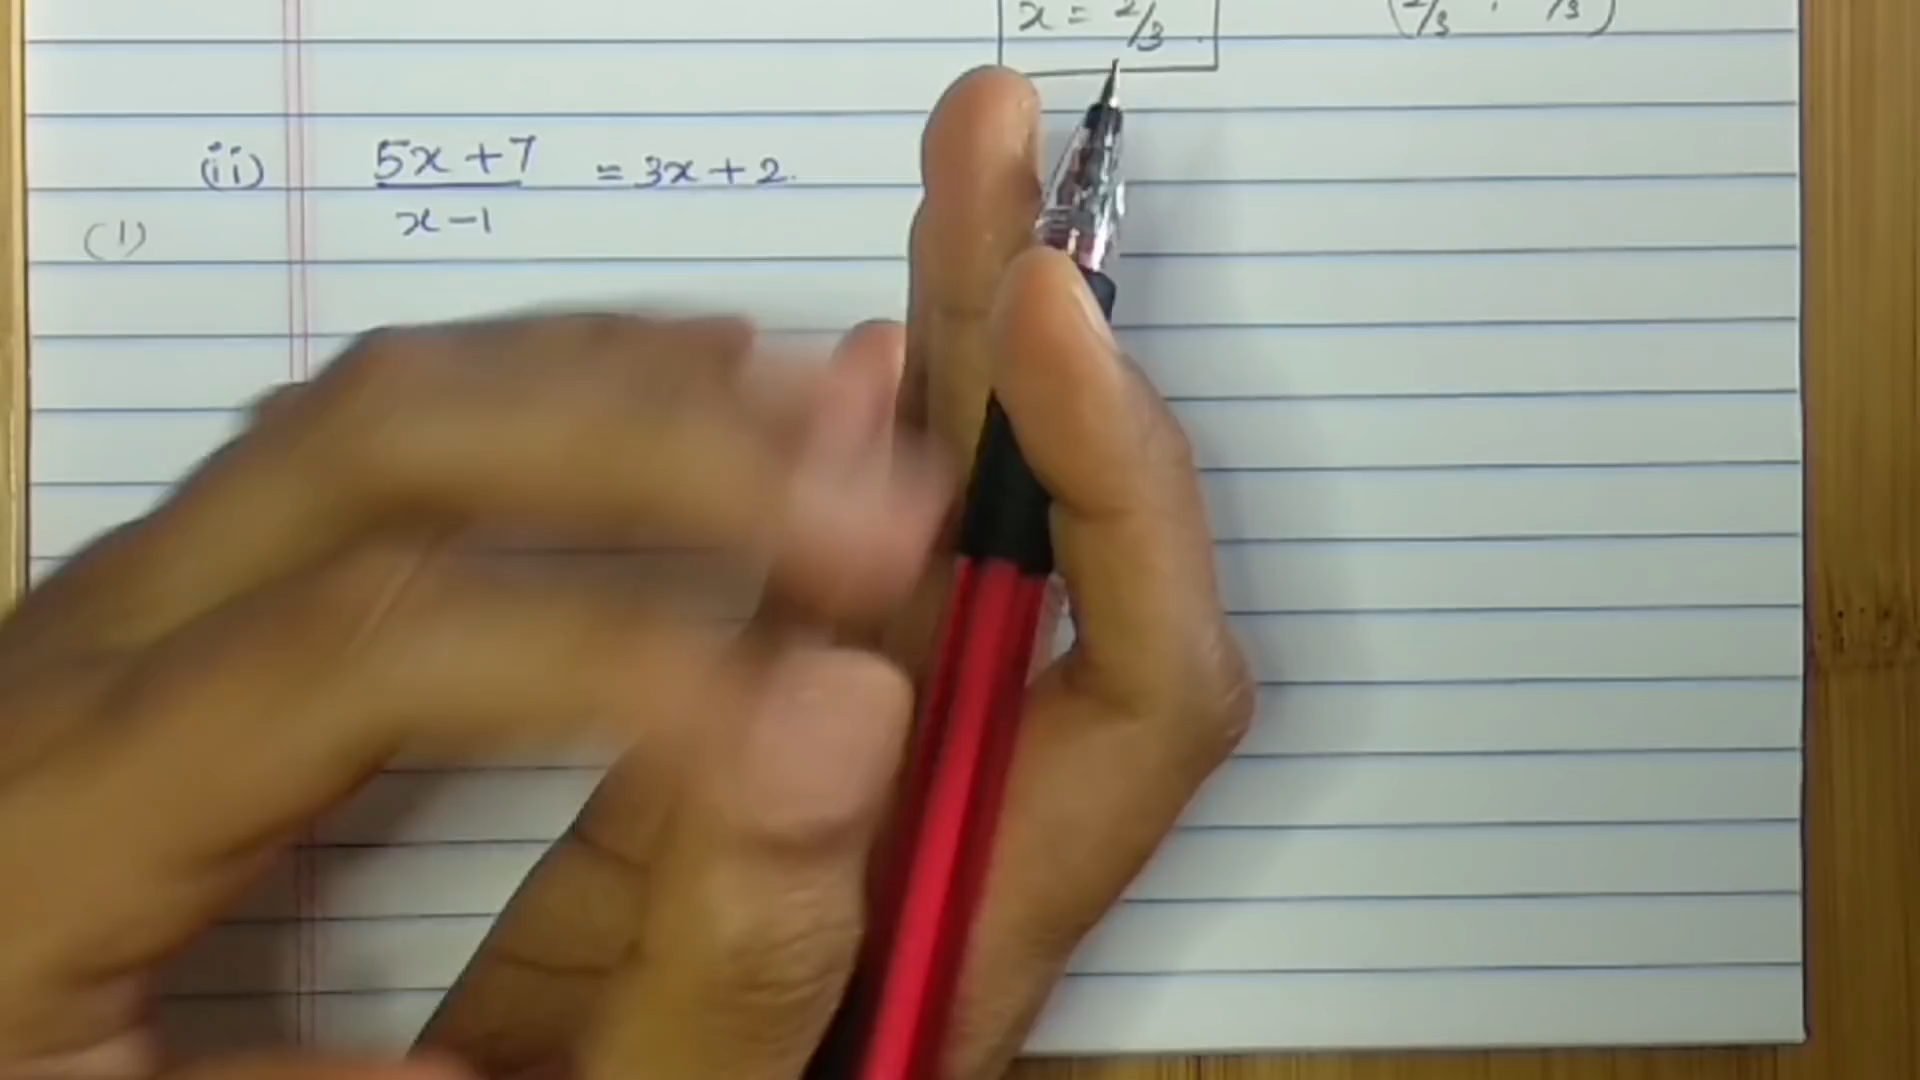 x = 2/3
(ii) 5x+7 = 3x+2.
(1) x-1